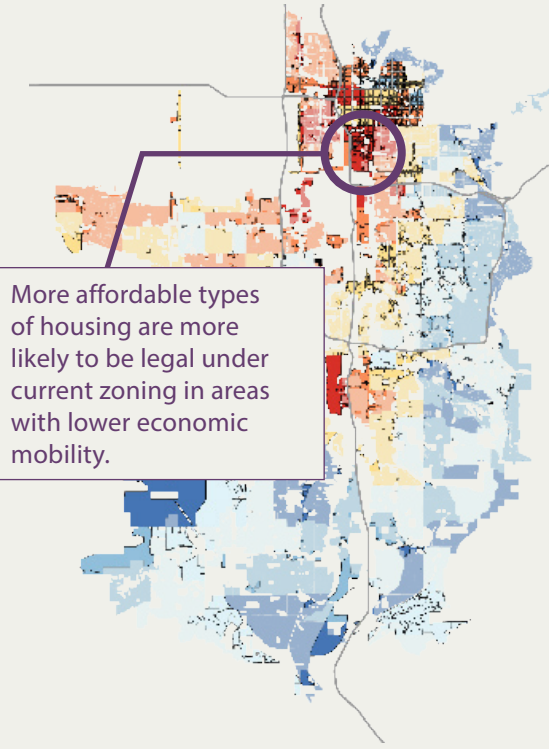 More affordable types
of housing are more
likely to be legal under
current zoning in areas
with lower economic
mobility.